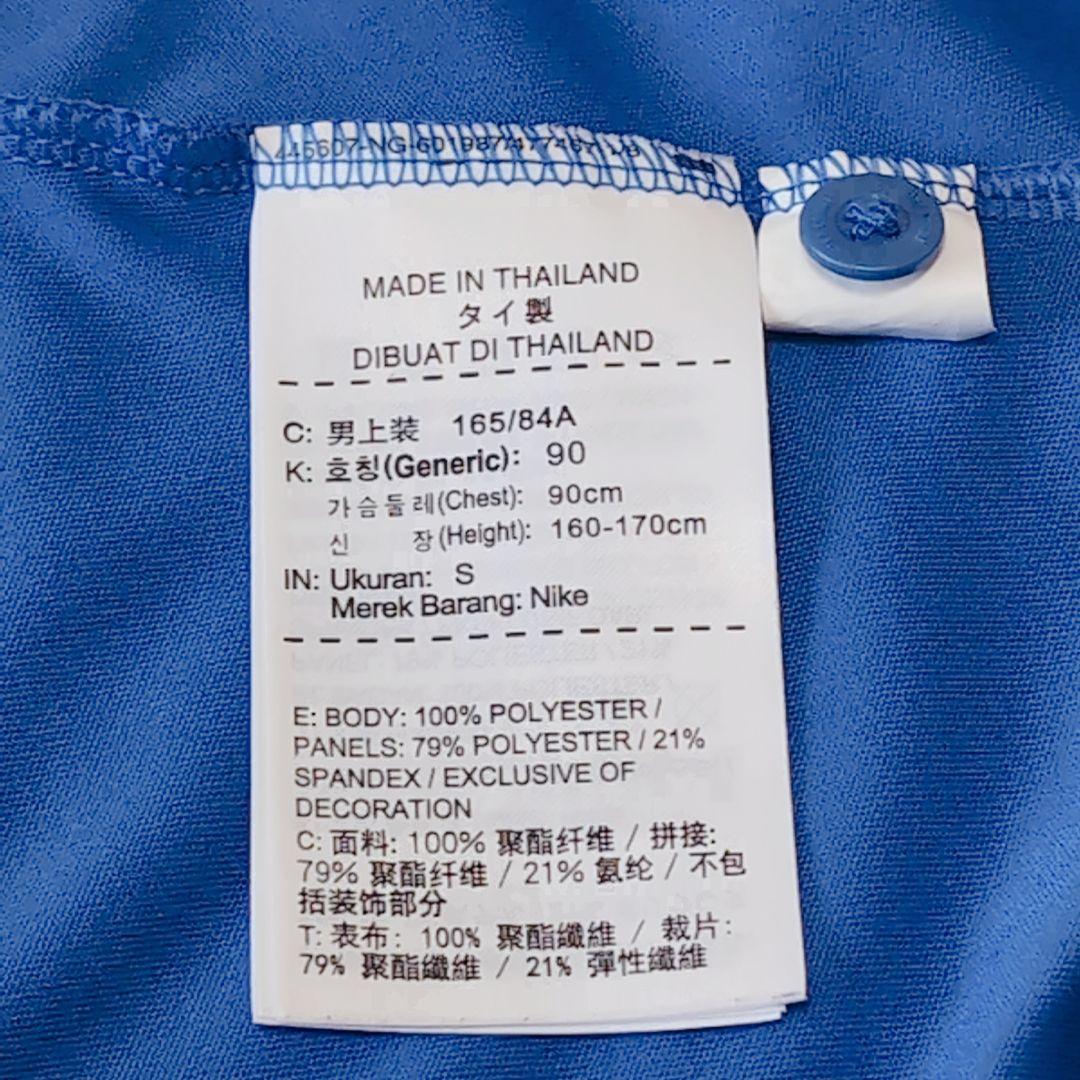 MADE IN THAILAND
タイ製
DIBUAT DI THAILAND
C: 男上装 165/84A
K: 호칭(Generic): 90
가슴둘레(Chest): 90cm
신 장(Height): 160-170cm
IN: Ukuran: S
Merek Barang: Nike
E: BODY: 100% POLYESTER /
PANELS: 79% POLYESTER / 21%
SPANDEX / EXCLUSIVE OF
DECORATION
C: 面料: 100% 聚酯纤维 / 拼接:
79% 聚酯纤维 / 21% 氨纶 / 不包
括装饰部分
T: 表布: 100% 聚酯纖維 / 裁片:
79% 聚酯纖維 / 21% 彈性纖維